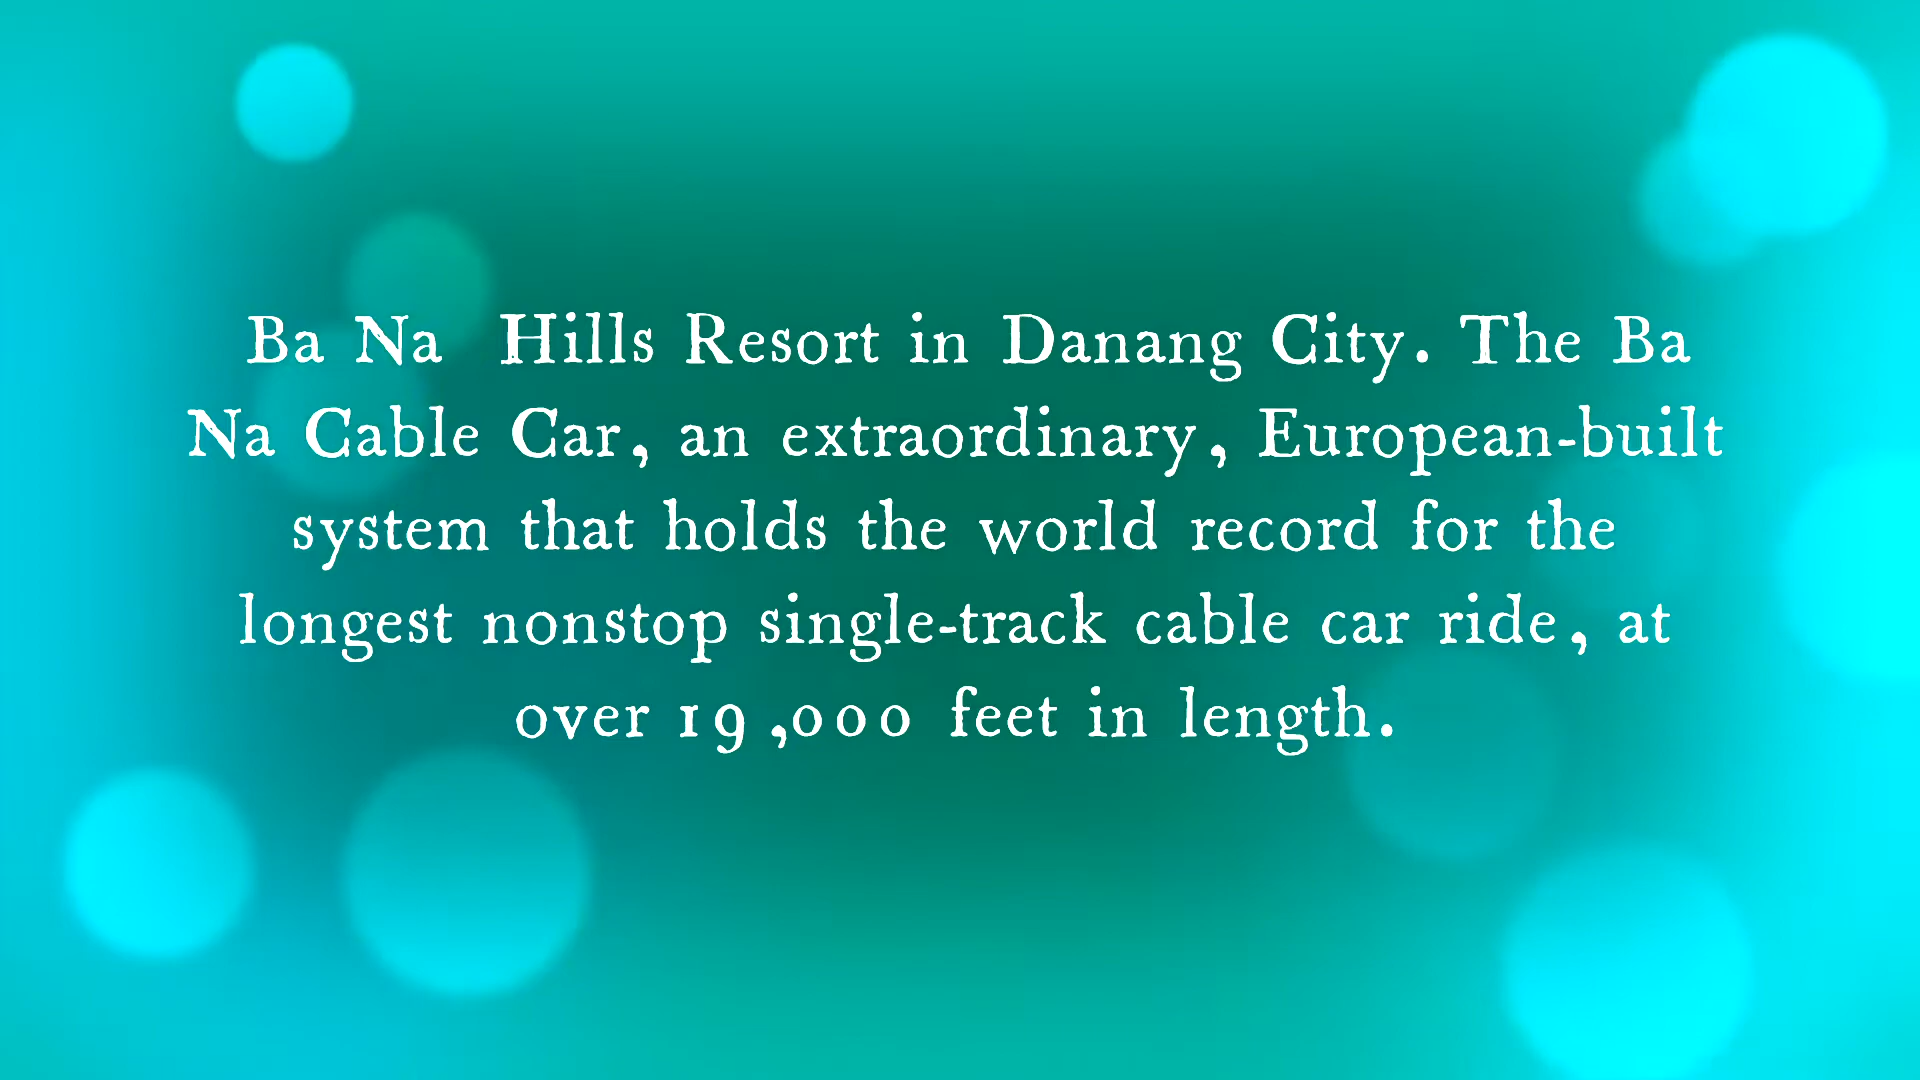 Ba Na Hills Resort in Danang City. The Ba
Na Cable Car, an extraordinary, European-built
system that holds the world record for the
longest nonstop single-track cable car ride, at
over 19,000 feet in length.